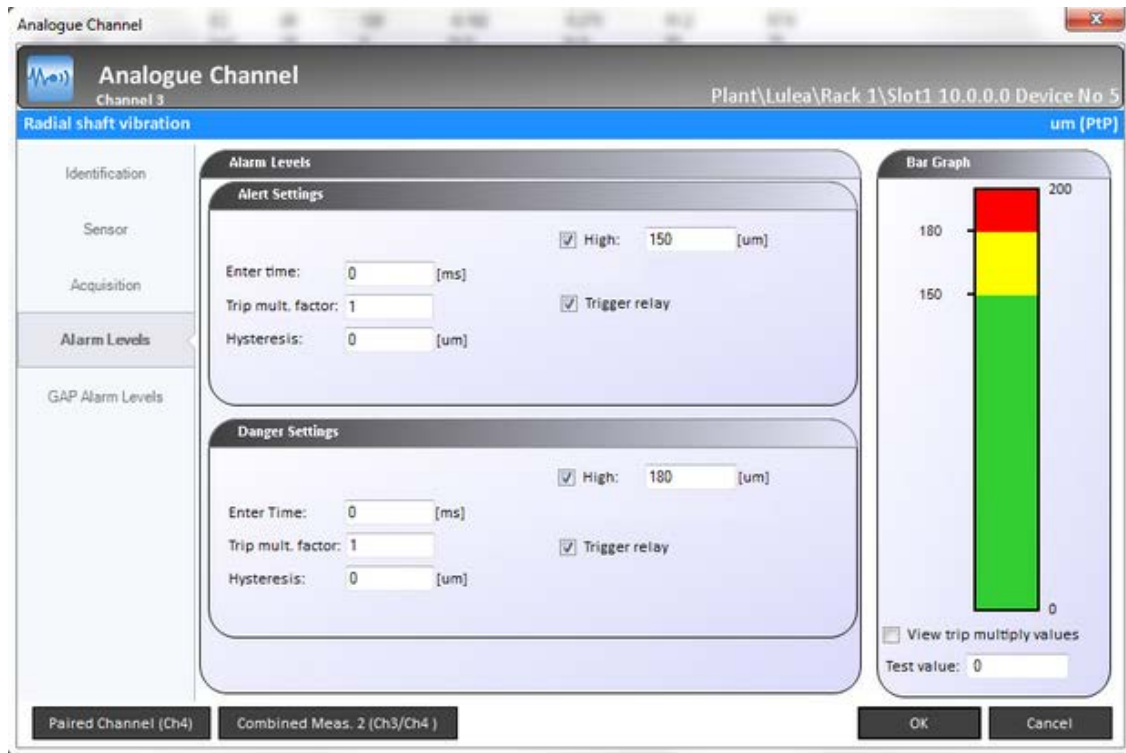 Analogue Channel
Analogue Channel
Channel 3
Plant\Lulea\Rack 1\Slot1 10.0.0.0 Device No 5
Radial shaft vibration
um (PtP)
Identification
Sensor
Acquisition
Alarm Levels
GAP Alarm Levels
Alarm Levels
Alert Settings
High: 150 [um]
Enter time: 0 [ms]
Trip mult. factor: 1
Trigger relay
Hysteresis: 0 [um]
Danger Settings
High: 180 [um]
Enter Time: 0 [ms]
Trip mult. factor: 1
Trigger relay
Hysteresis: 0 [um]
Bar Graph
200
180
150
0
View trip multiply values
Test value: 0
Paired Channel (Ch4)
Combined Meas. 2 (Ch3/Ch4 )
OK
Cancel